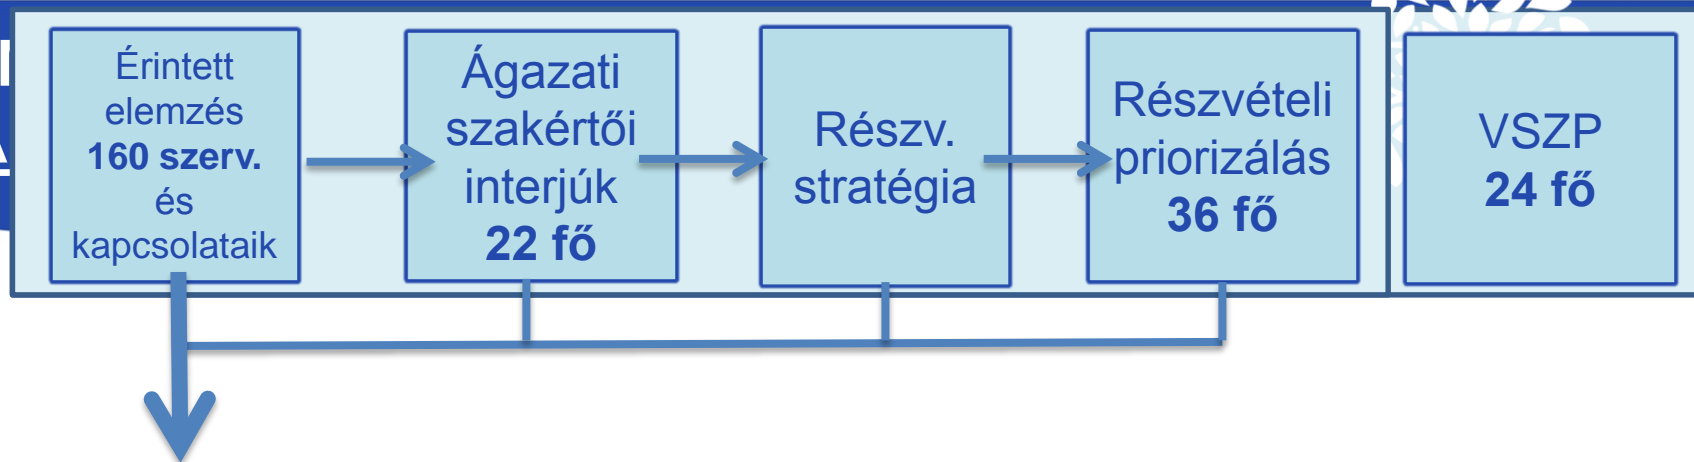 Érintett
elemzés
160 szerv.
és
kapcsolataik
Ágazati
szakértői
interjúk
22 fő
Részv.
stratégia
Részvételi
priorizálás
36 fő
VSZP
24 fő